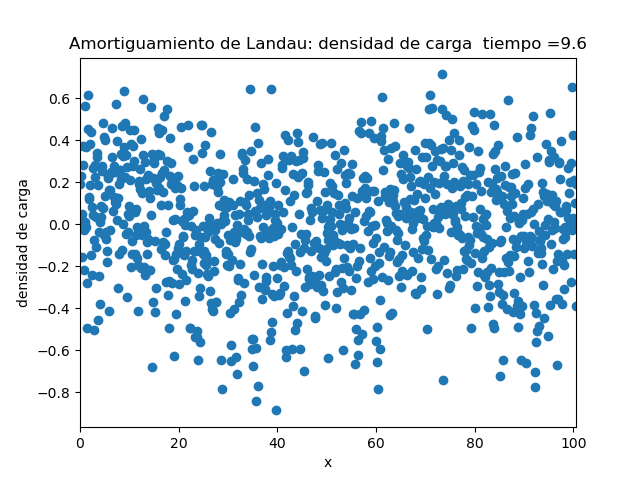 Amortiguamiento de Landau: densidad de carga  tiempo =9.6
densidad de carga
0.6
0.4
0.2
0.0
−0.2
−0.4
−0.6
−0.8
0 20 40 60 80 100
x